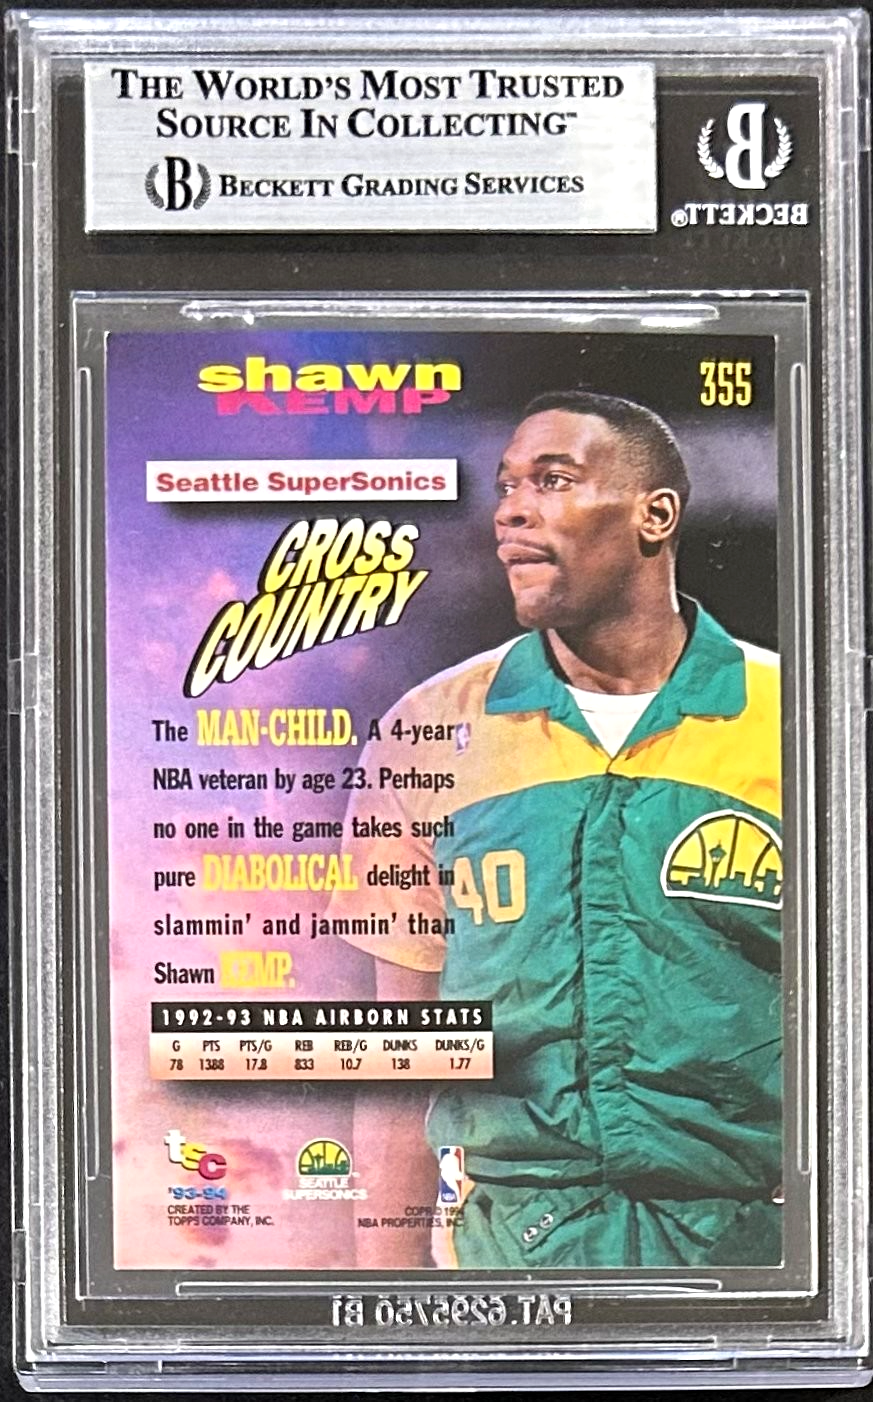 THE WORLD'S MOST TRUSTED
SOURCE IN COLLECTING™
B BECKETT GRADING SERVICES
B
BECKETT®
shawn
KEMP
355
Seattle SuperSonics
CROSS
COUNTRY
The MAN-CHILD. A 4-year
NBA veteran by age 23. Perhaps
no one in the game takes such
pure DIABOLICAL delight in
slammin' and jammin' than
Shawn KEMP.
40
1992-93 NBA AIRBORN STATS
G PTS PTS/G REB REB/G DUNKS DUNKS/G
78 1388 17.8 833 10.7 138 1.77
tsc
'93-94
CREATED BY THE
TOPPS COMPANY, INC.
SEATTLE
SUPERSONICS
NBA
COPR © 1994
NBA PROPERTIES, INC.
PAT.6295750 B1